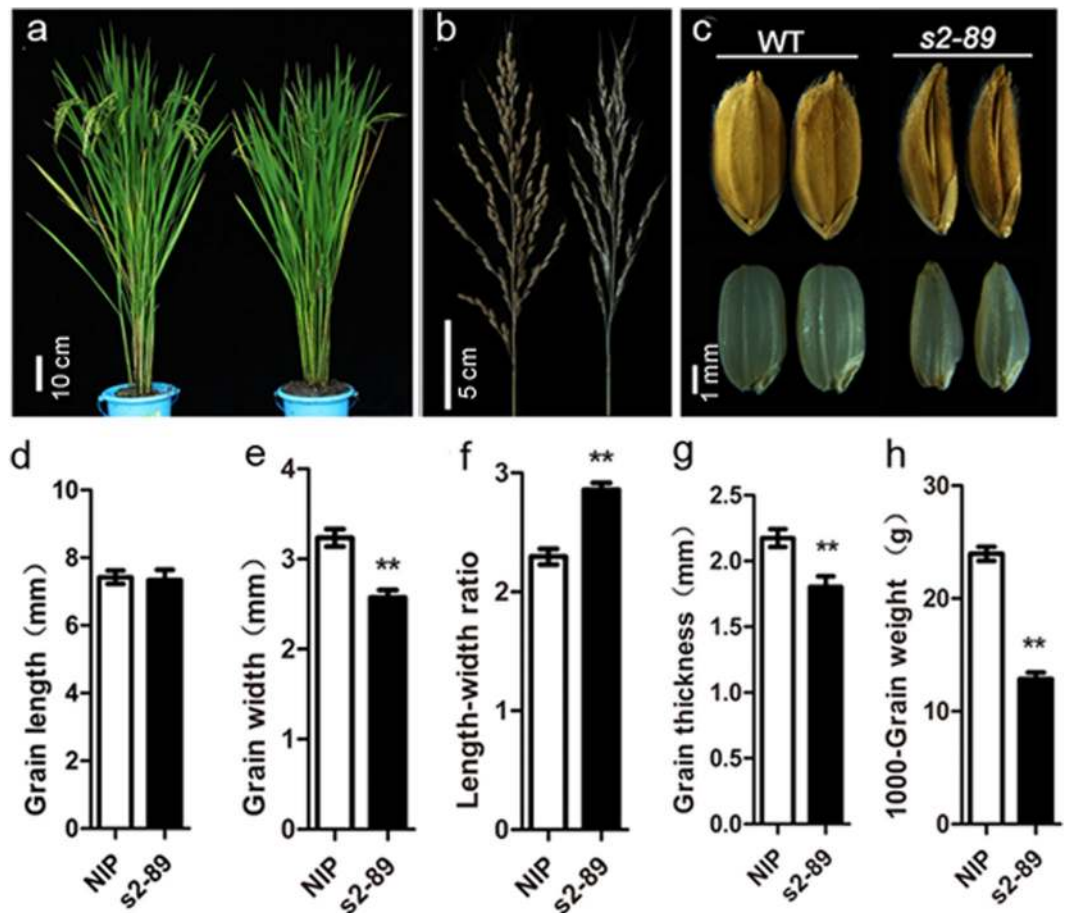 a
10 cm
b
5 cm
c
WT
s2-89
1 mm
d
Grain length（mm）
10
8
6
4
2
0
NIP
s2-89
e
Grain width（mm）
4
3
2
1
0
**
NIP
s2-89
f
Length-width ratio
3
2
1
0
**
NIP
s2-89
g
Grain thickness（mm）
2.5
2.0
1.5
1.0
0.5
0.0
**
NIP
s2-89
h
1000-Grain weight（g）
30
20
10
0
**
NIP
s2-89